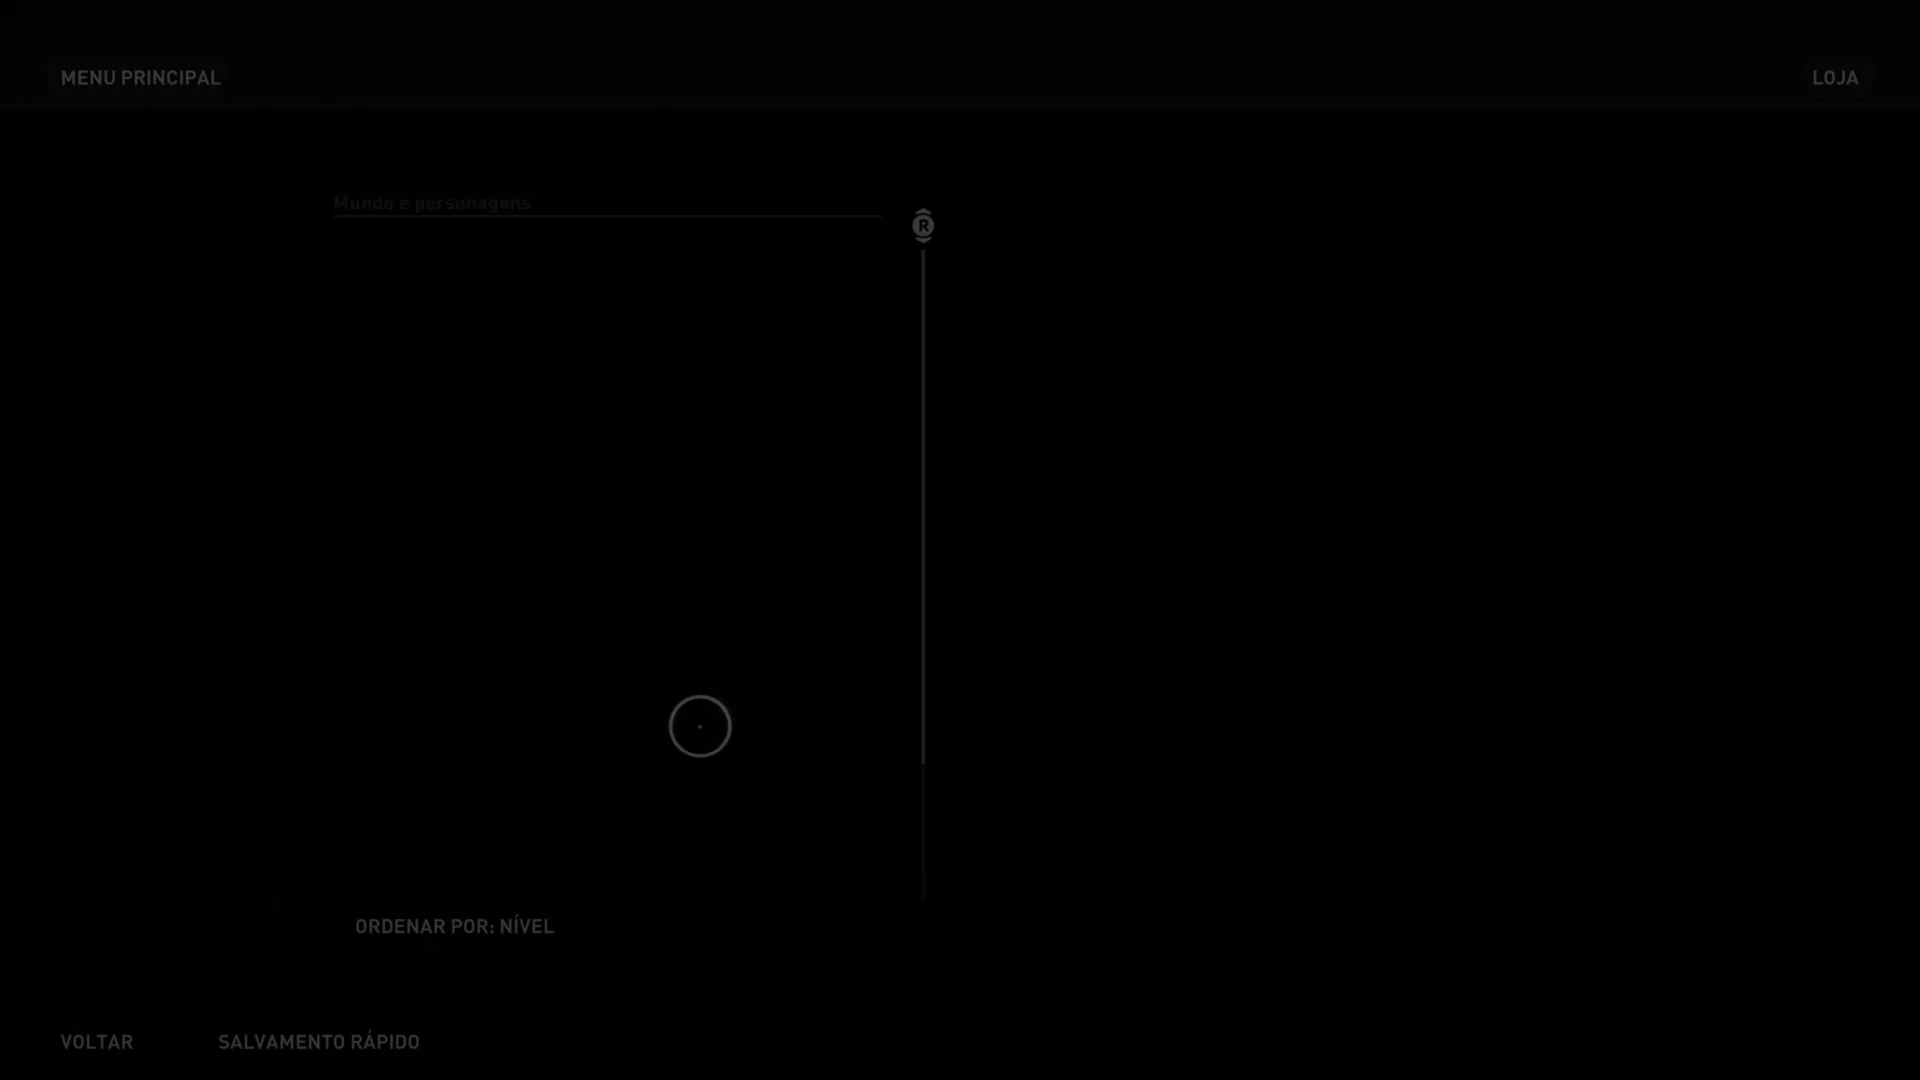 MENU PRINCIPAL
LOJA
Mundo e personagens
R
ORDENAR POR: NÍVEL
VOLTAR
SALVAMENTO RÁPIDO